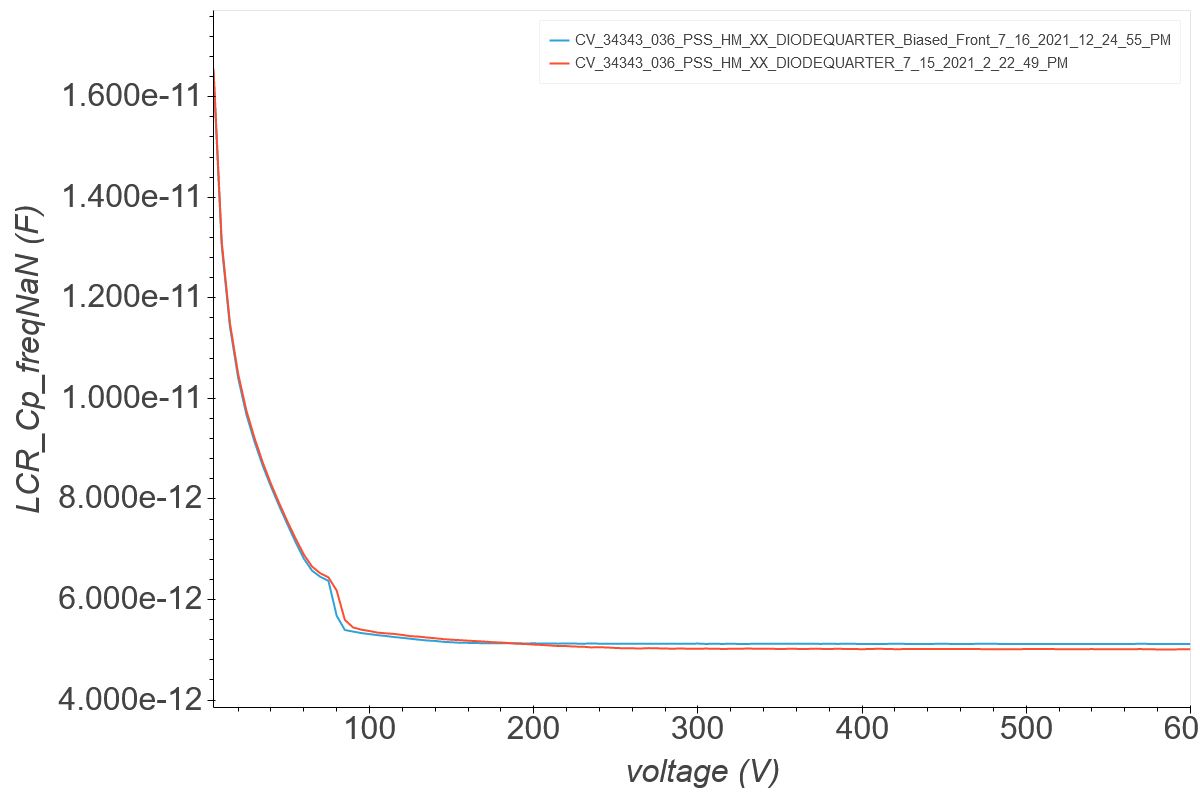 CV_34343_036_PSS_HM_XX_DIODEQUARTER_Biased_Front_7_16_2021_12_24_55_PM
CV_34343_036_PSS_HM_XX_DIODEQUARTER_7_15_2021_2_22_49_PM
1.600e-11
1.400e-11
1.200e-11
1.000e-11
8.000e-12
6.000e-12
4.000e-12
LCR_Cp_freqNaN (F)
100 200 300 400 500 60
voltage (V)